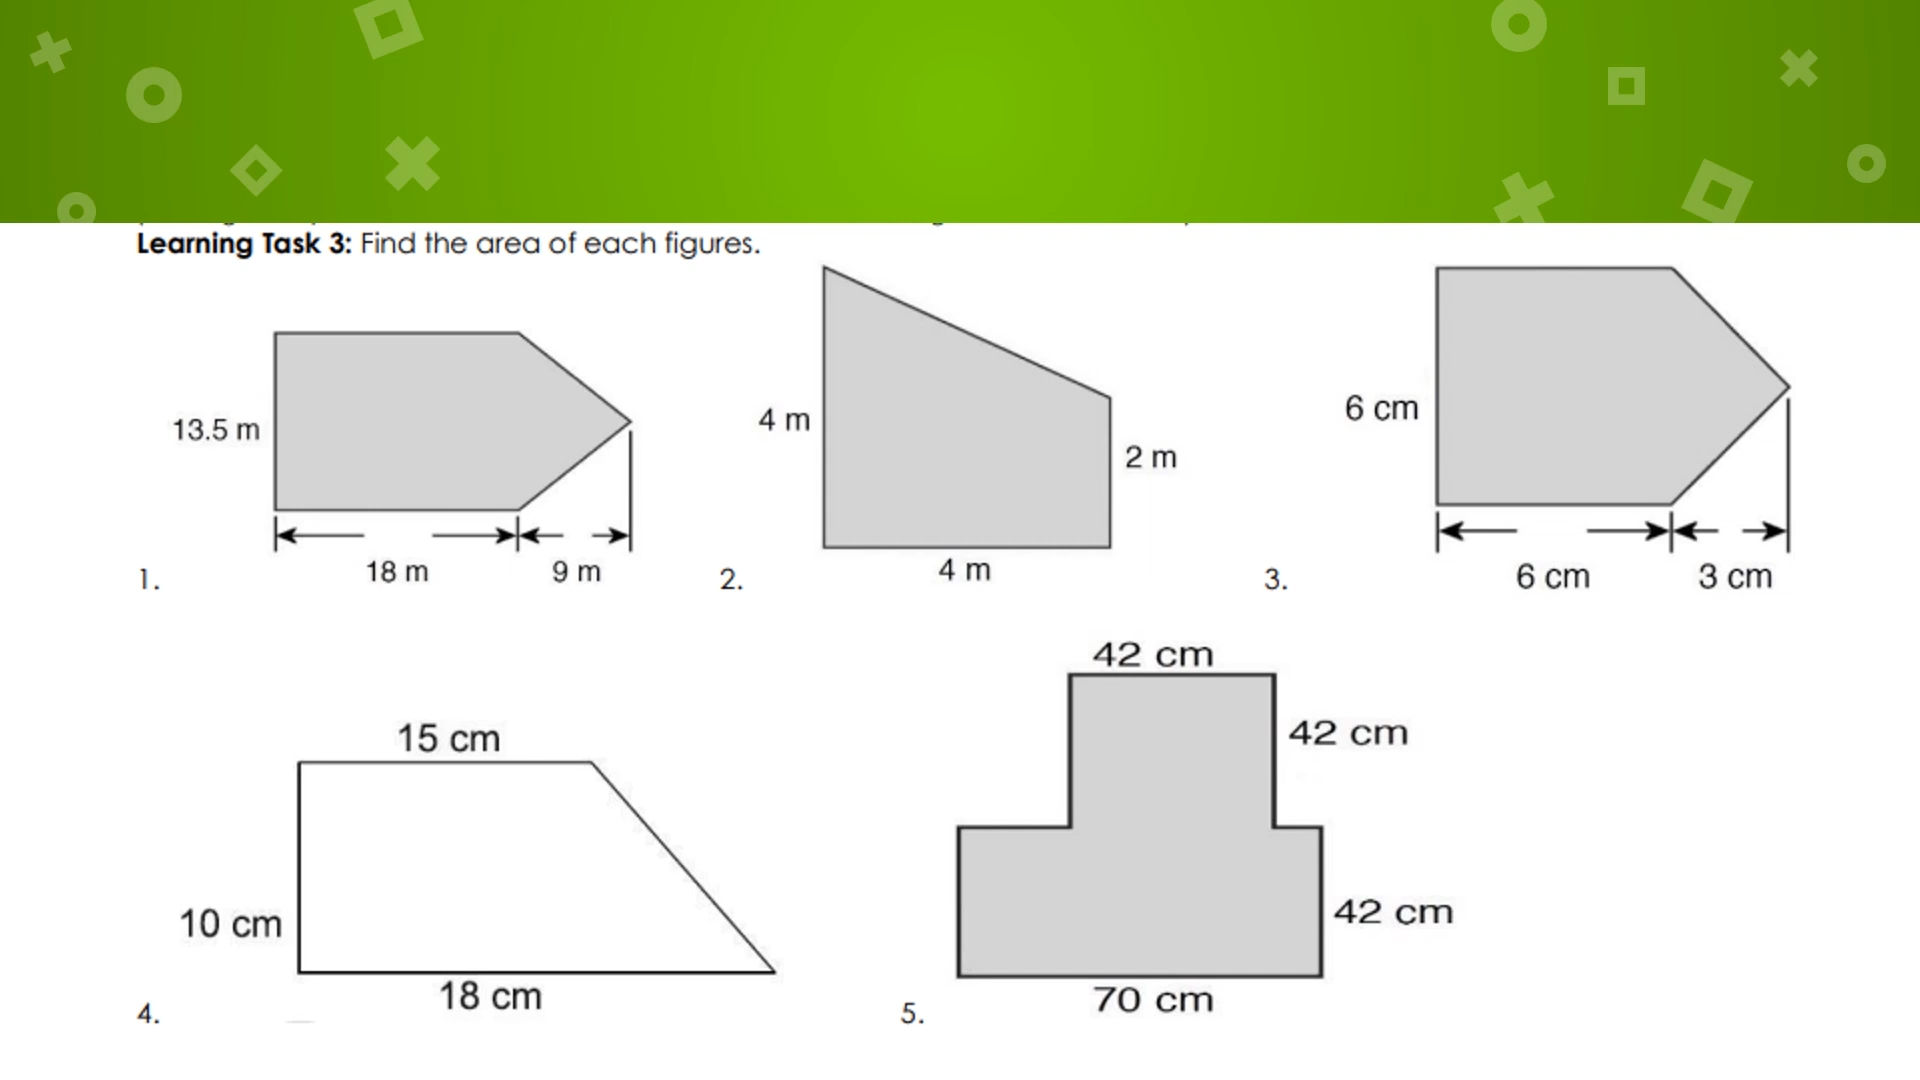 Learning Task 3: Find the area of each figures.
13.5 m
18 m
9 m
1.
4 m
2 m
4 m
2.
6 cm
6 cm
3 cm
3.
15 cm
10 cm
18 cm
4.
42 cm
42 cm
42 cm
70 cm
5.